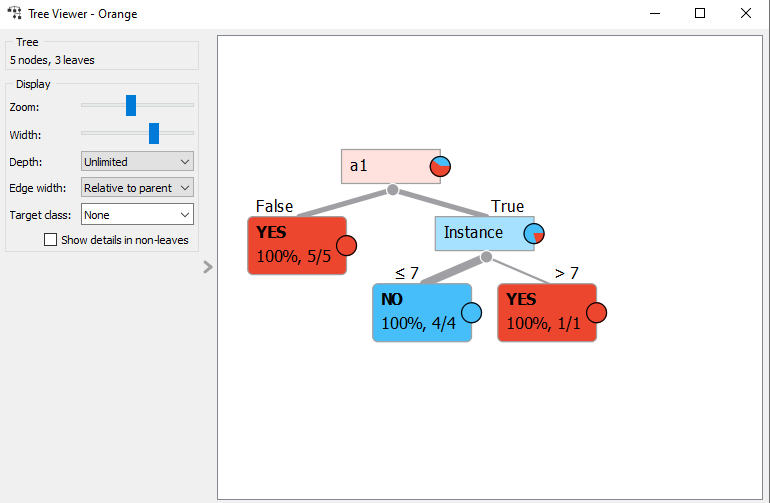 Tree Viewer - Orange
Tree
5 nodes, 3 leaves
Display
Zoom:
Width:
Depth: Unlimited
Edge width: Relative to parent
Target class: None
Show details in non-leaves
a1
False
True
YES
100%, 5/5
Instance
≤ 7
> 7
NO
100%, 4/4
YES
100%, 1/1